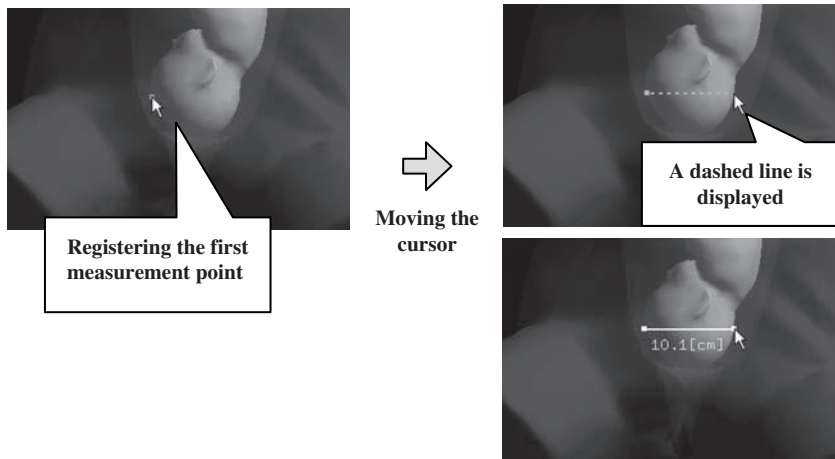 Registering the first
measurement point
Moving the
cursor
A dashed line is
displayed
10.1[cm]